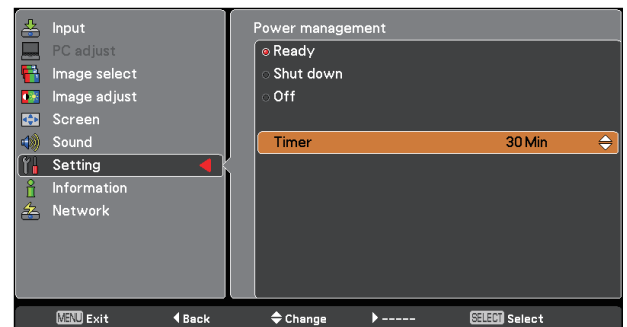 Input
PC adjust
Image select
Image adjust
Screen
Sound
Setting
Information
Network
Power management
Ready
Shut down
Off
Timer 30 Min
MENU Exit Back Change ----- SELECT Select